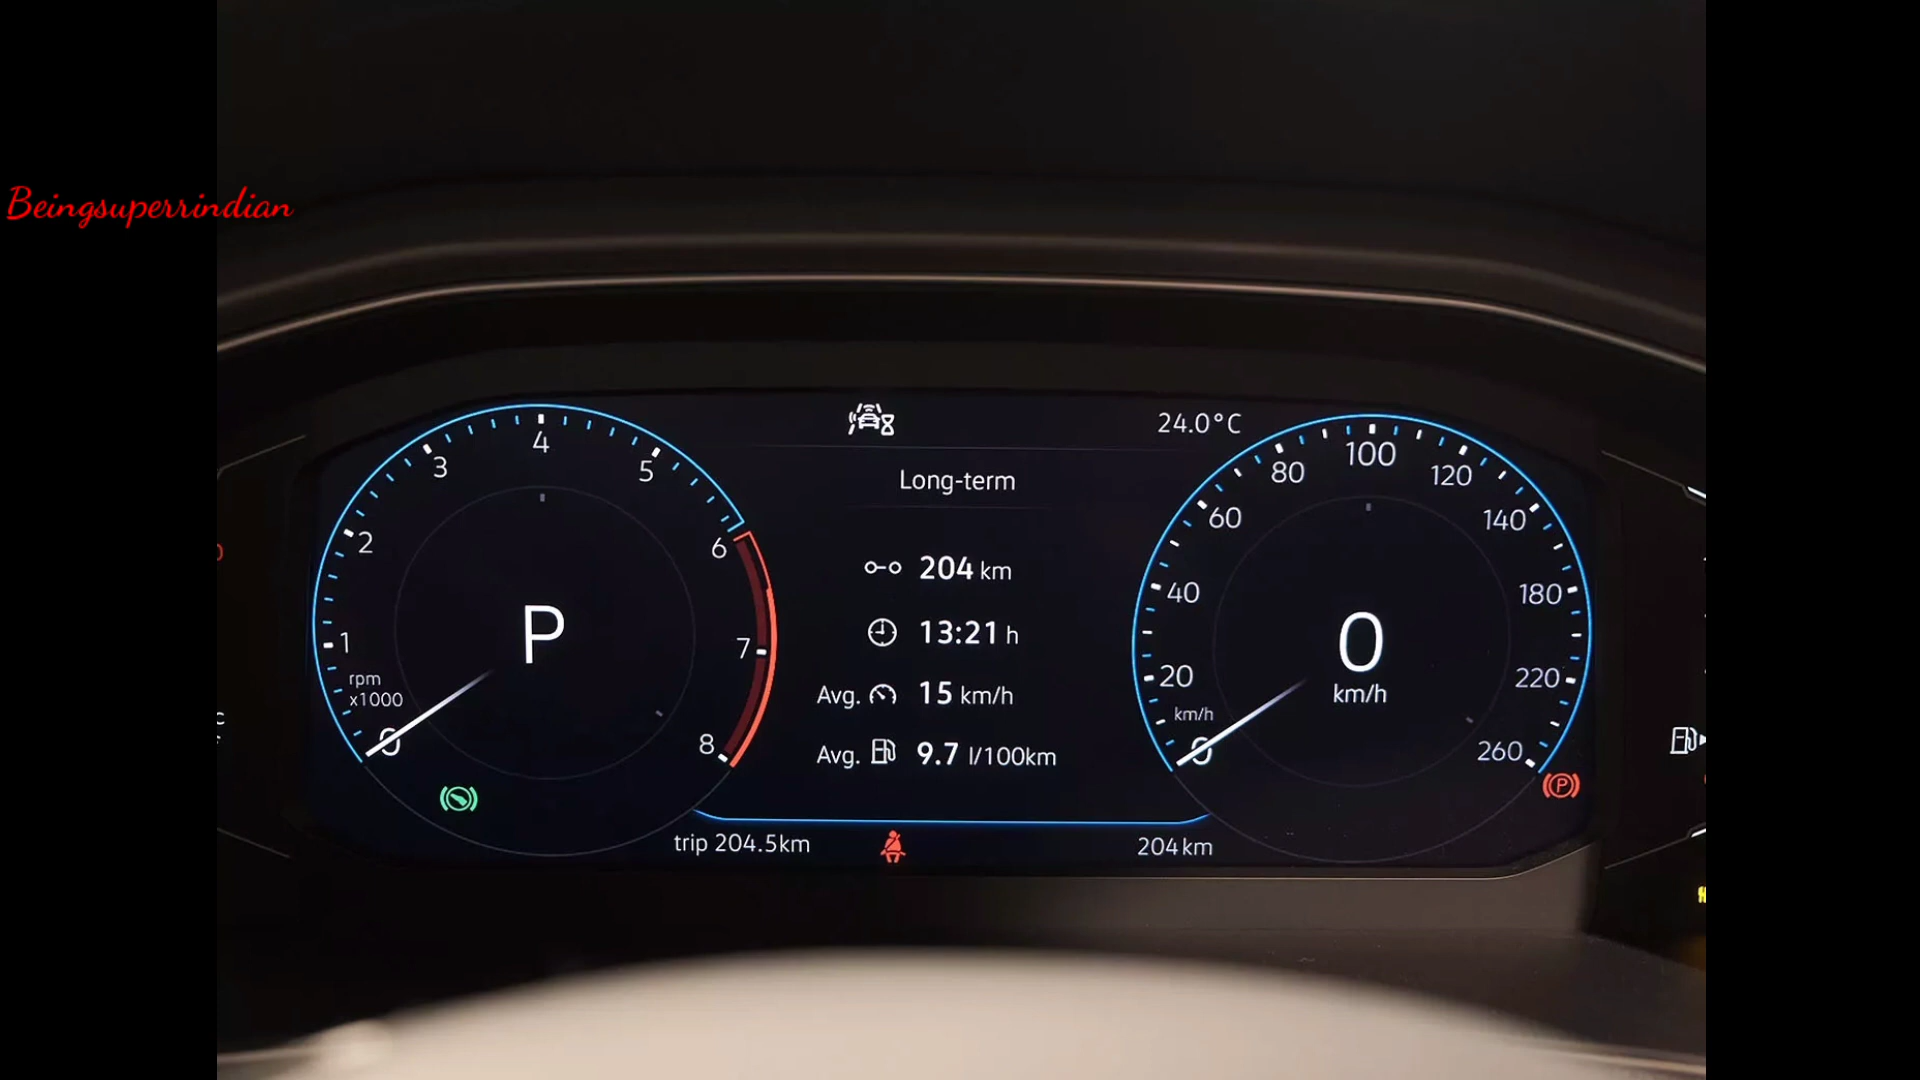 Beingsuperrindian
24.0°C
Long-term
204 km
13:21 h
Avg. 15 km/h
Avg. 9.7 l/100km
0 1 2 3 4 5 6 7 8
rpm
x1000
P
0 20 40 60 80 100 120 140 180 220 260
km/h
0
km/h
P
trip 204.5km
204 km